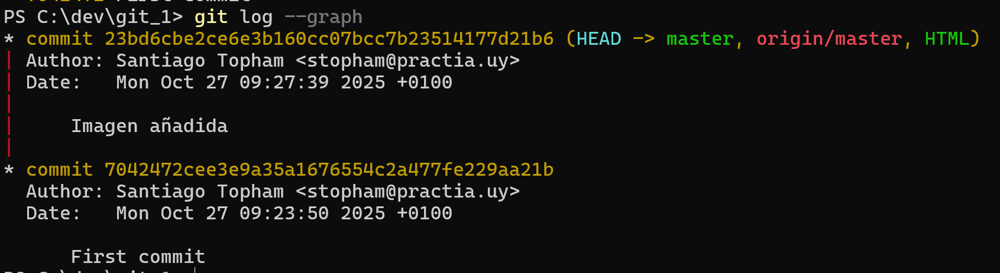 PS C:\dev\git_1> git log --graph
* commit 23bd6cbe2ce6e3b160cc07bcc7b23514177d21b6 (HEAD -> master, origin/master, HTML)
| Author: Santiago Topham <stopham@practia.uy>
| Date:   Mon Oct 27 09:27:39 2025 +0100
|
|     Imagen añadida
|
* commit 7042472cee3e9a35a1676554c2a477fe229aa21b
  Author: Santiago Topham <stopham@practia.uy>
  Date:   Mon Oct 27 09:23:50 2025 +0100

      First commit